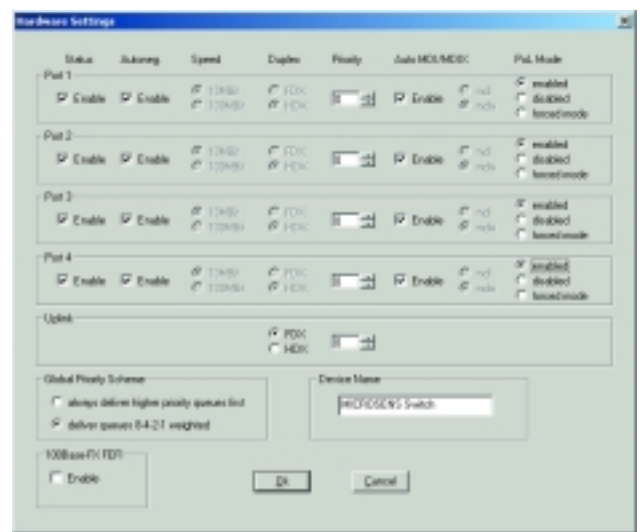 Hardware Settings
Status Autoneg. Speed Duplex Priority Auto MDI/MDIX PoL Mode
Port 1
Enable Enable 10MBit FDX Enable mdi enabled
100MBit HDX mdix disabled
forced mode
Port 2
Enable Enable 10MBit FDX Enable mdi enabled
100MBit HDX mdix disabled
forced mode
Port 3
Enable Enable 10MBit FDX Enable mdi enabled
100MBit HDX mdix disabled
forced mode
Port 4
Enable Enable 10MBit FDX Enable mdi enabled
100MBit HDX mdix disabled
forced mode
Uplink
FDX
HDX
Global Priority Scheme
always deliver higher priority queues first
deliver queues 8-4-2-1 weighted
Device Name
MICROSENS Switch
100Base-FX
Enable
Ok Cancel